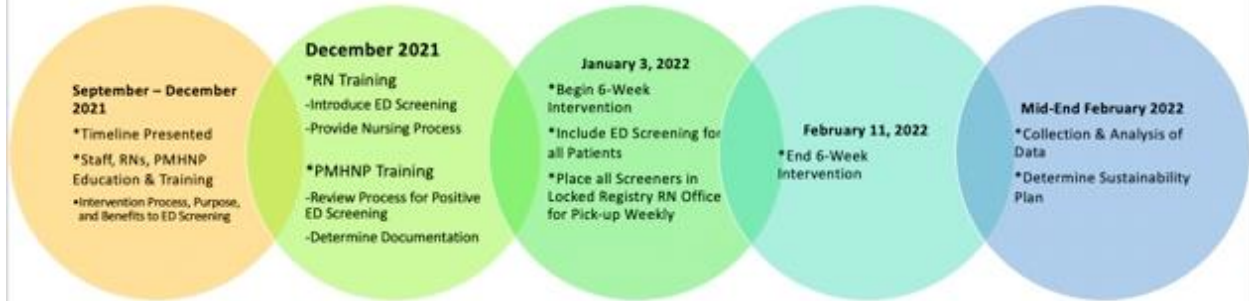 September – December
2021
*Timeline Presented
*Staff, RNs, PMHNP
Education & Training
•Intervention Process, Purpose,
and Benefits to ED Screening
December 2021
*RN Training
-Introduce ED Screening
-Provide Nursing Process
*PMHNP Training
-Review Process for Positive
ED Screening
-Determine Documentation
January 3, 2022
*Begin 6-Week
Intervention
*Include ED Screening for
all Patients
*Place all Screeners in
Locked Registry RN Office
for Pick-up Weekly
February 11, 2022
*End 6-Week
Intervention
Mid-End February 2022
*Collection & Analysis of
Data
*Determine Sustainability
Plan